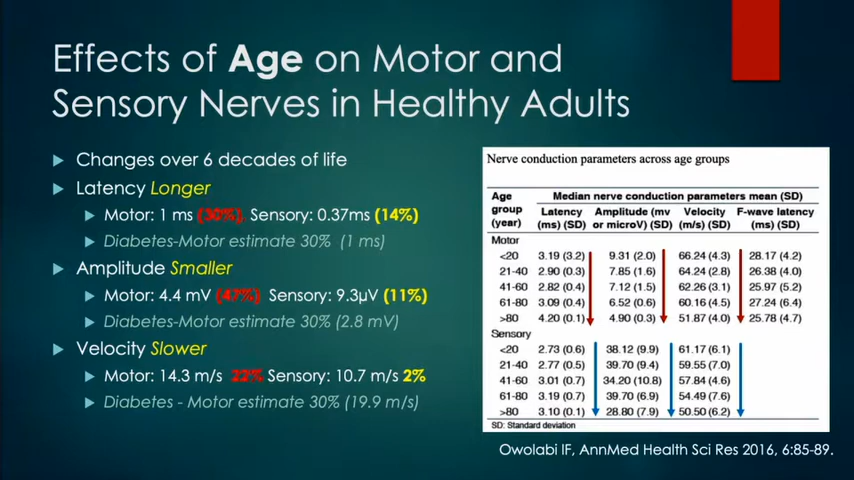 Effects of Age on Motor and
Sensory Nerves in Healthy Adults
Changes over 6 decades of life
Latency Longer
Motor: 1 ms (30%). Sensory: 0.37ms (14%)
Diabetes-Motor estimate 30% (1 ms)
Amplitude Smaller
Motor: 4.4 mV (47%) Sensory: 9.3µV (11%)
Diabetes-Motor estimate 30% (2.8 mV)
Velocity Slower
Motor: 14.3 m/s 22% Sensory: 10.7 m/s 2%
Diabetes - Motor estimate 30% (19.9 m/s)
Nerve conduction parameters across age groups
Age group (year) Median nerve conduction parameters mean (SD)
Latency (ms) (SD) Amplitude (mv or microV) (SD) Velocity (m/s) (SD) F-wave latency (ms) (SD)
Motor
<20 3.19 (3.2) 9.31 (2.0) 66.24 (4.3) 28.17 (4.2)
21-40 2.90 (0.3) 7.85 (1.6) 64.24 (2.8) 26.38 (4.0)
41-60 2.82 (0.4) 7.12 (1.5) 62.26 (3.1) 25.97 (5.2)
61-80 3.09 (0.4) 6.52 (0.6) 60.16 (4.5) 27.24 (6.4)
>80 4.20 (0.1) 4.90 (0.3) 51.87 (4.0) 25.78 (4.7)
Sensory
<20 2.73 (0.6) 38.12 (9.9) 61.17 (6.1)
21-40 2.77 (0.5) 39.70 (9.4) 59.55 (7.0)
41-60 3.01 (0.7) 34.20 (10.8) 57.84 (4.6)
61-80 3.19 (0.7) 39.70 (6.9) 54.49 (7.6)
>80 3.10 (0.1) 28.80 (7.9) 50.50 (6.2)
SD: Standard deviation
Owolabi IF, AnnMed Health Sci Res 2016, 6:85-89.